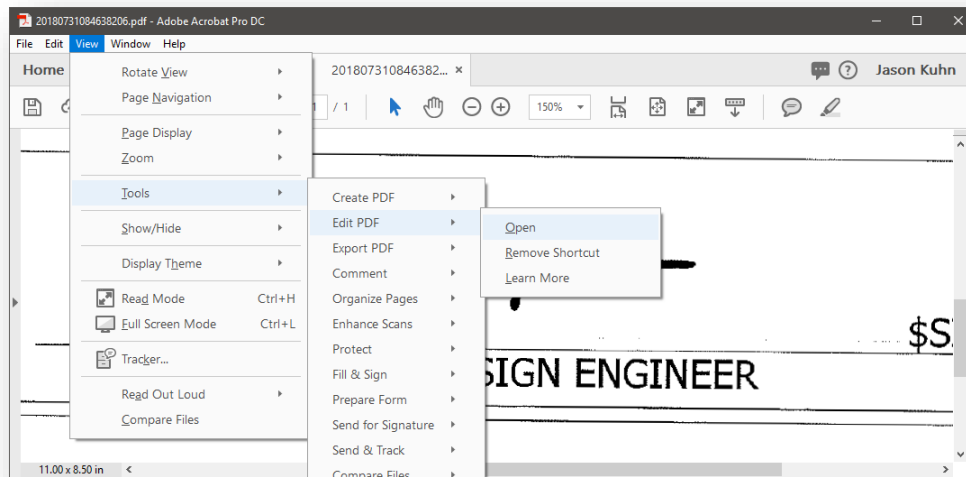 20180731084638206.pdf - Adobe Acrobat Pro DC
File Edit View Window Help
Home
201807310846382... ×
Jason Kuhn
1 / 1
150%
Rotate View
Page Navigation
Page Display
Zoom
Tools
Show/Hide
Display Theme
Read Mode Ctrl+H
Full Screen Mode Ctrl+L
Tracker...
Read Out Loud
Compare Files
Create PDF
Edit PDF
Export PDF
Comment
Organize Pages
Enhance Scans
Protect
Fill & Sign
Prepare Form
Send for Signature
Send & Track
Compare Files
Open
Remove Shortcut
Learn More
SIGN ENGINEER
11.00 x 8.50 in